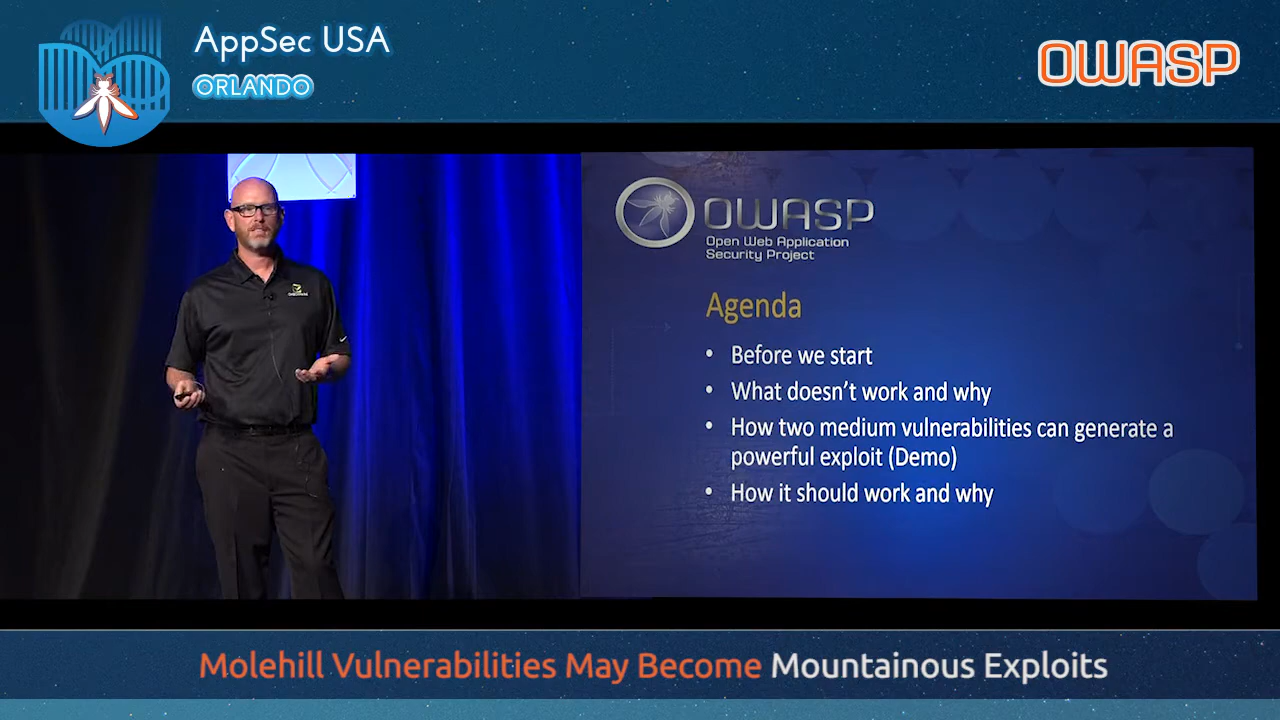 AppSec USA
ORLANDO
OWASP
OWASP
Open Web Application
Security Project
Agenda
• Before we start
• What doesn't work and why
• How two medium vulnerabilities can generate a
powerful exploit (Demo)
• How it should work and why
Molehill Vulnerabilities May Become Mountainous Exploits